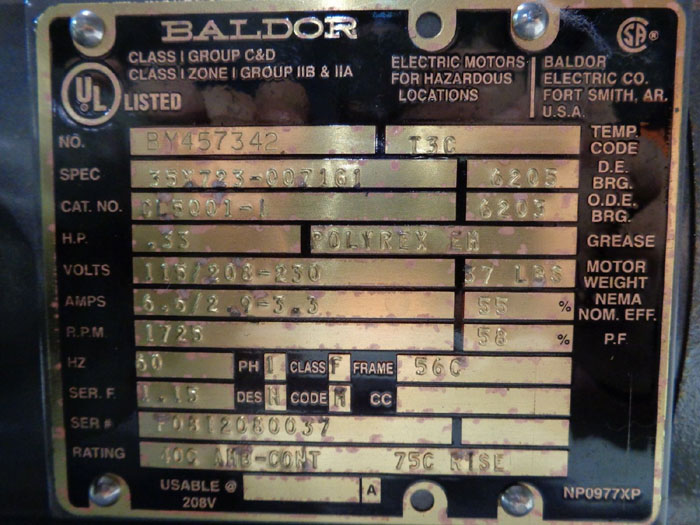 BALDOR
CLASS I GROUP C&D
CLASS I ZONE I GROUP IIB & IIA
UL LISTED
ELECTRIC MOTORS
FOR HAZARDOUS
LOCATIONS
BALDOR
ELECTRIC CO.
FORT SMITH, AR.
U.S.A.
SA ®
NO. BY457342 T3C TEMP. CODE
SPEC 35X723-007161 6205 D.E. BRG.
CAT. NO. CL5001-1 6203 O.D.E. BRG.
H.P. .33 POLYREX EM GREASE
VOLTS 115/208-230 37 LBS MOTOR WEIGHT
AMPS 6.6/2.9-3.3 55 % NEMA NOM. EFF.
R.P.M. 1725 58 % P.F
HZ 60 PH 1 CLASS F FRAME 56C
SER. F. 1.15 DES N CODE M CC
SER # F0812080037
RATING 40C AMB-CONT 75C RISE
USABLE @ 208V A
NP0977XP